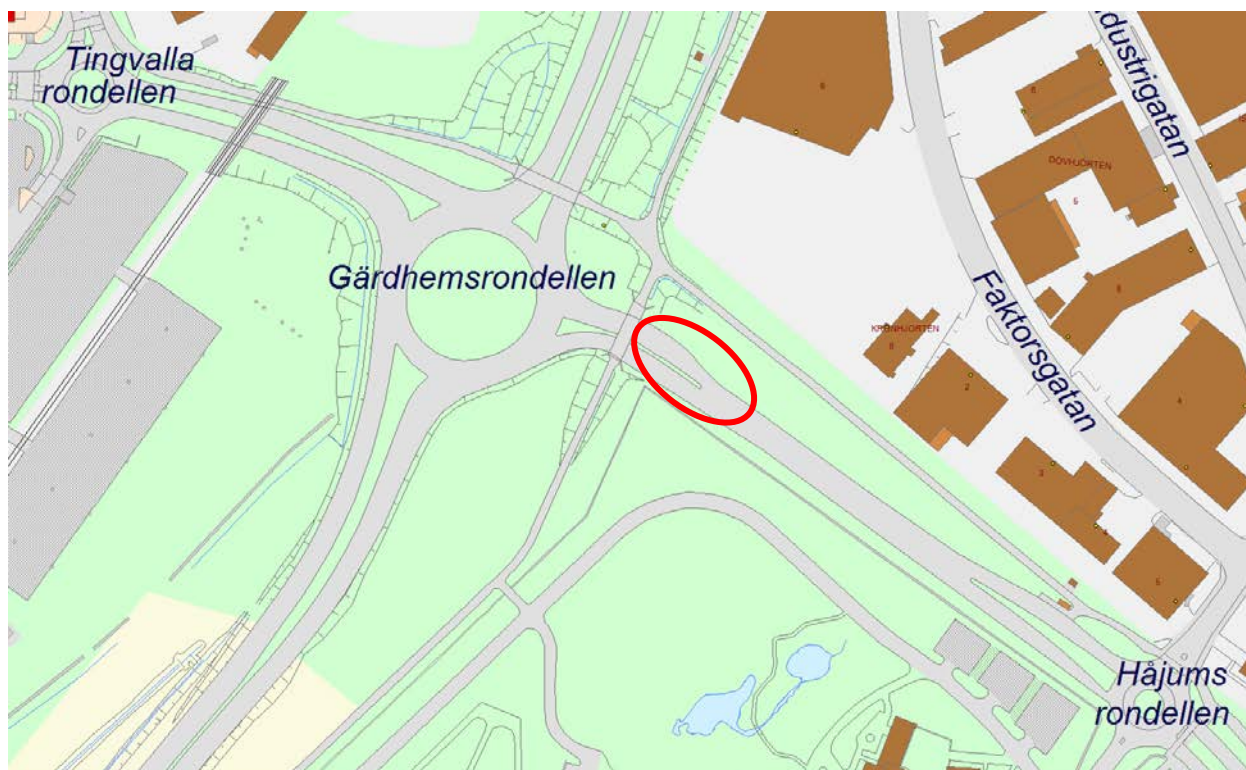 Tingvalla
rondellen
Gärdhemsrondellen
dustrigatan
Faktorsgatan
DOVHJORTEN
KRONHJORTEN
Håjums
rondellen